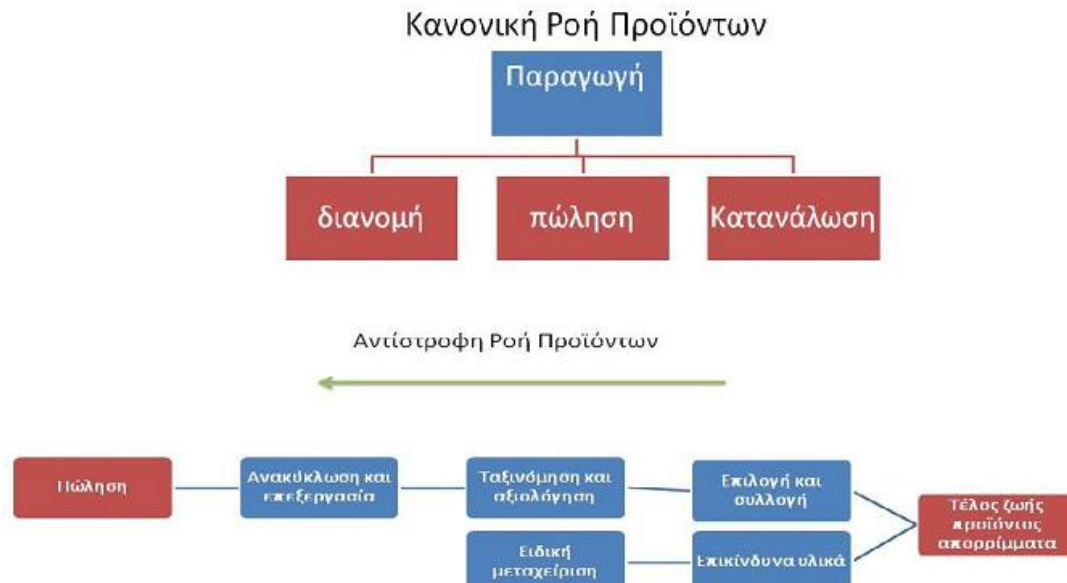 Κανονική Ροή Προϊόντων
Παραγωγή
διανομή
πώληση
Κατανάλωση
Αντίστροφη Ροή Προϊόντων
Πώληση
Ανακύκλωση και
επεξεργασία
Ταξινόμηση και
αξιολόγηση
Επιλογή και
συλλογή
Τέλος ζωής
προϊόντος
απορρίμματα
Ειδική
μεταχείριση
Επικίνδυνα υλικά